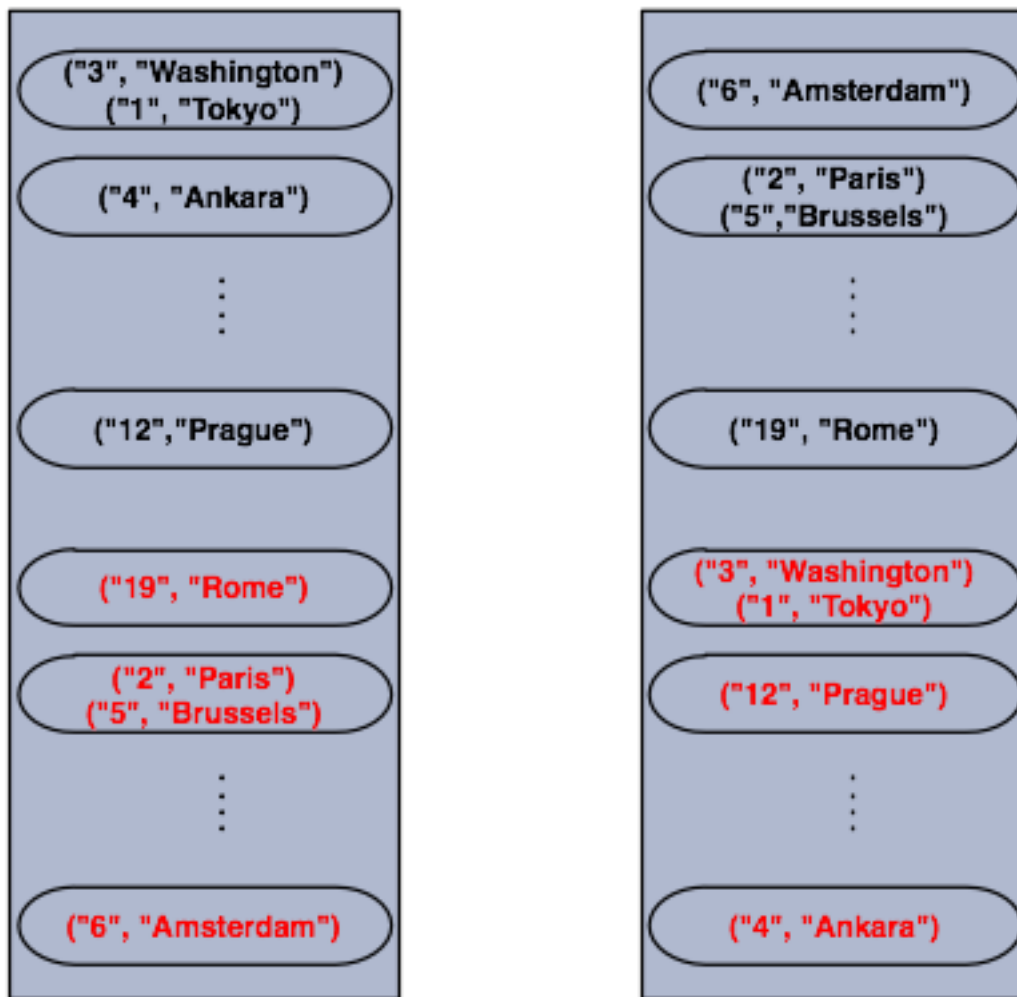 ("3", "Washington")
("1", "Tokyo")
("4", "Ankara")
("12","Prague")
("19", "Rome")
("2", "Paris")
("5", "Brussels")
("6", "Amsterdam")
("6", "Amsterdam")
("2", "Paris")
("5","Brussels")
("19", "Rome")
("3", "Washington")
("1", "Tokyo")
("12", "Prague")
("4", "Ankara")